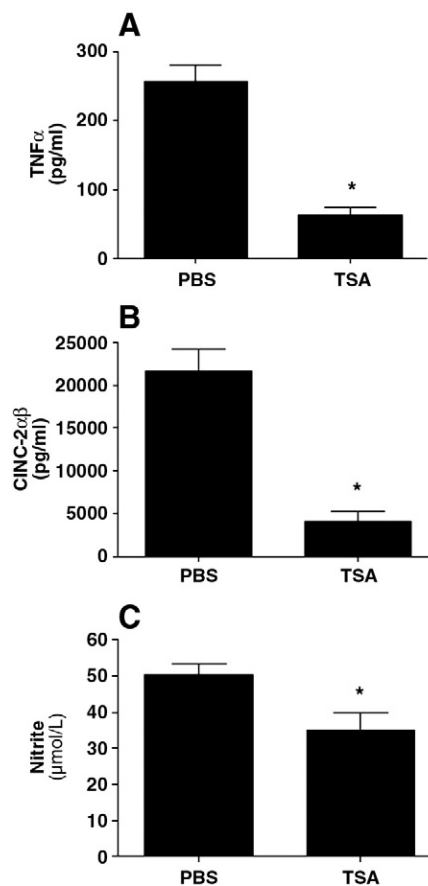 A
300
200
100
0
TNFα
(pg/ml)
*
PBS TSA
B
25000
20000
15000
10000
5000
0
CINC-2αβ
(pg/ml)
*
PBS TSA
C
60
50
40
30
20
10
0
Nitrite
(µmol/L)
*
PBS TSA